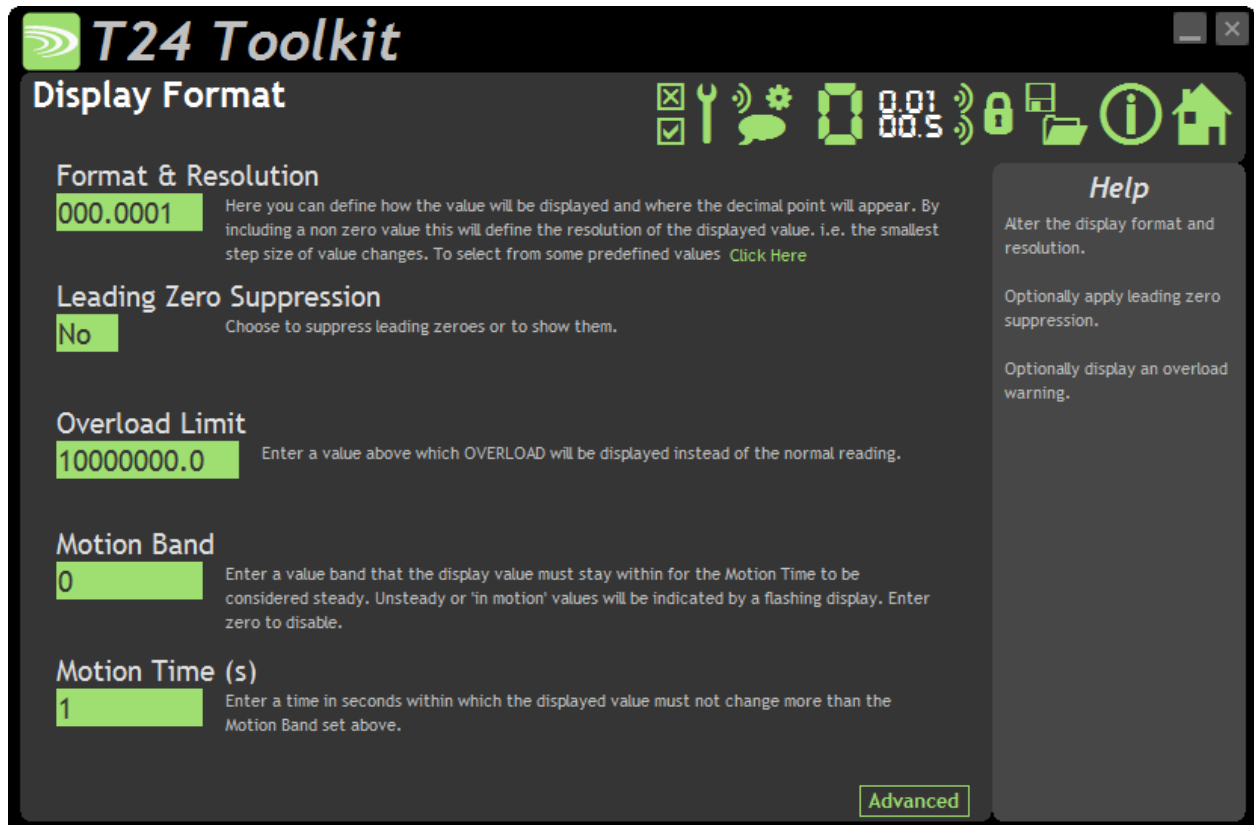 T24 Toolkit
Display Format
0.01
00.5
Format & Resolution
000.0001
Here you can define how the value will be displayed and where the decimal point will appear. By
including a non zero value this will define the resolution of the displayed value. i.e. the smallest
step size of value changes. To select from some predefined values Click Here
Leading Zero Suppression
No
Choose to suppress leading zeroes or to show them.
Overload Limit
10000000.0
Enter a value above which OVERLOAD will be displayed instead of the normal reading.
Motion Band
0
Enter a value band that the display value must stay within for the Motion Time to be
considered steady. Unsteady or 'in motion' values will be indicated by a flashing display. Enter
zero to disable.
Motion Time (s)
1
Enter a time in seconds within which the displayed value must not change more than the
Motion Band set above.
Advanced
Help
Alter the display format and
resolution.
Optionally apply leading zero
suppression.
Optionally display an overload
warning.